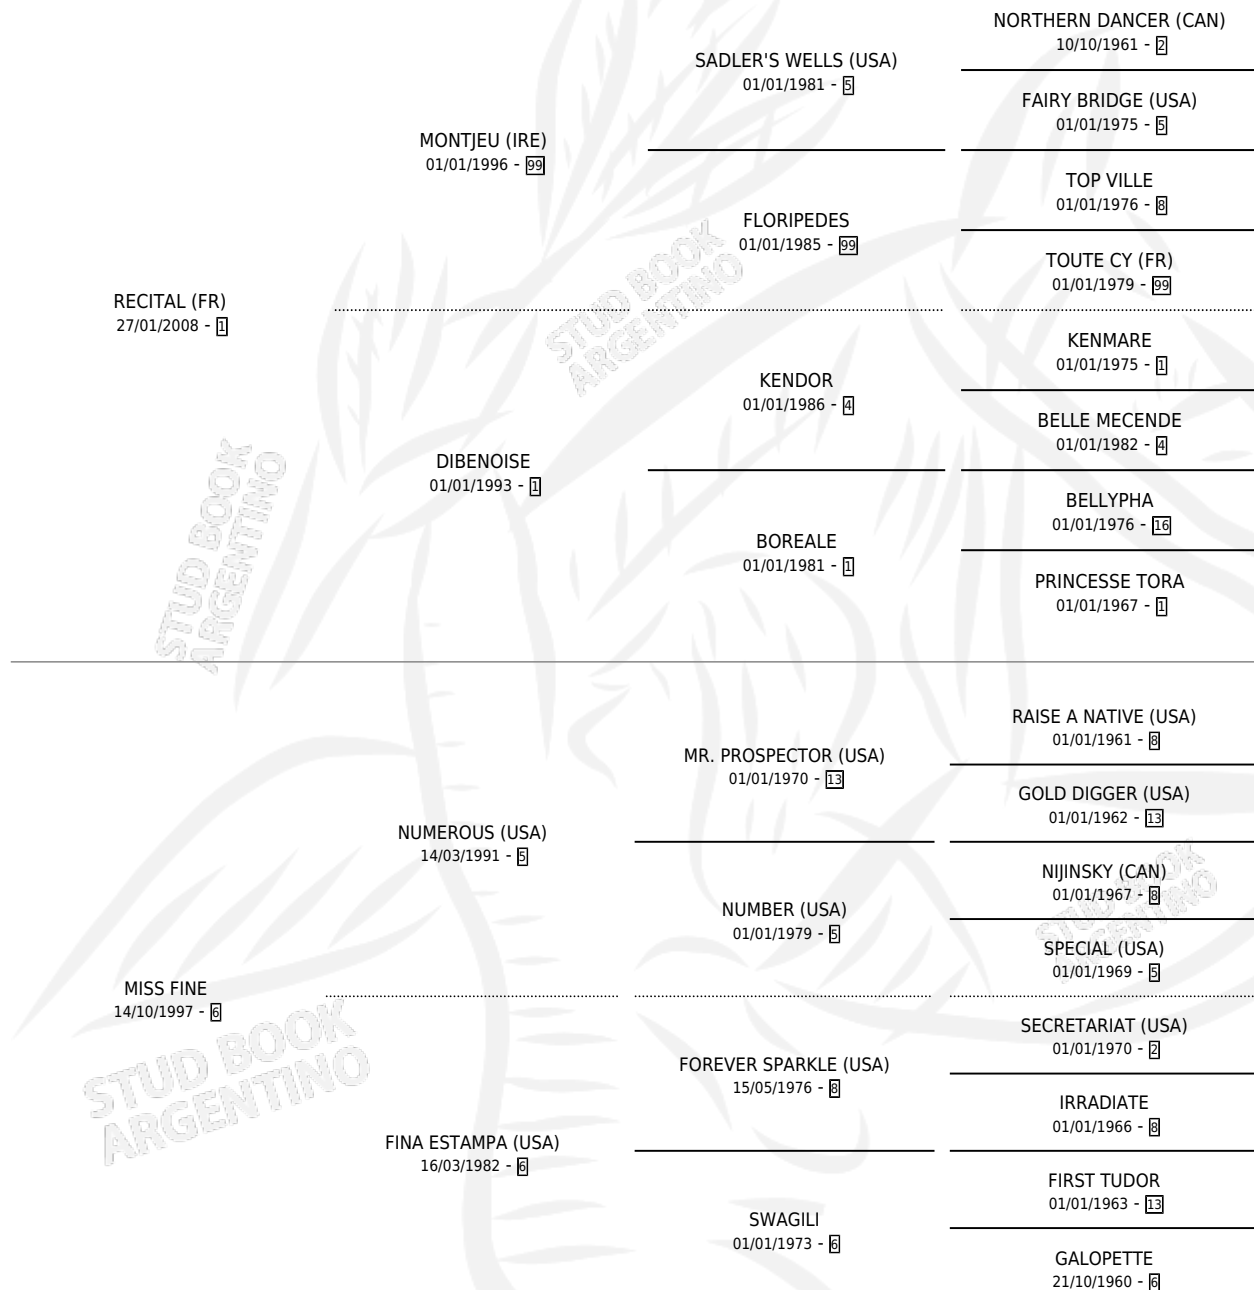 NORTHERN DANCER (CAN)
10/10/1961 - 2
SADLER'S WELLS (USA)
01/01/1981 - 5
FAIRY BRIDGE (USA)
01/01/1975 - 5
MONTJEU (IRE)
01/01/1996 - 99
TOP VILLE
01/01/1976 - 8
FLORIPEDES
01/01/1985 - 99
TOUTE CY (FR)
01/01/1979 - 99
RECITAL (FR)
27/01/2008 - 1
STUD BOOK
ARGENTINO
KENMARE
01/01/1975 - 1
KENDOR
01/01/1986 - 4
BELLE MECENDE
01/01/1982 - 4
DIBENOISE
01/01/1993 - 1
BELLYPHA
01/01/1976 - 16
BOREALE
01/01/1981 - 1
PRINCESSE TORA
01/01/1967 - 1
STUD BOOK
ARGENTINO
RAISE A NATIVE (USA)
01/01/1961 - 8
MR. PROSPECTOR (USA)
01/01/1970 - 13
GOLD DIGGER (USA)
01/01/1962 - 13
NUMEROUS (USA)
14/03/1991 - 5
NIJINSKY (CAN)
01/01/1967 - 8
NUMBER (USA)
01/01/1979 - 5
STUD BOOK
ARGENTINO
SPECIAL (USA)
01/01/1969 - 5
MISS FINE
14/10/1997 - 6
STUD BOOK
ARGENTINO
SECRETARIAT (USA)
01/01/1970 - 2
FOREVER SPARKLE (USA)
15/05/1976 - 8
IRRADIATE
01/01/1966 - 8
FINA ESTAMPA (USA)
16/03/1982 - 6
FIRST TUDOR
01/01/1963 - 13
SWAGILI
01/01/1973 - 6
GALOPETTE
21/10/1960 - 6